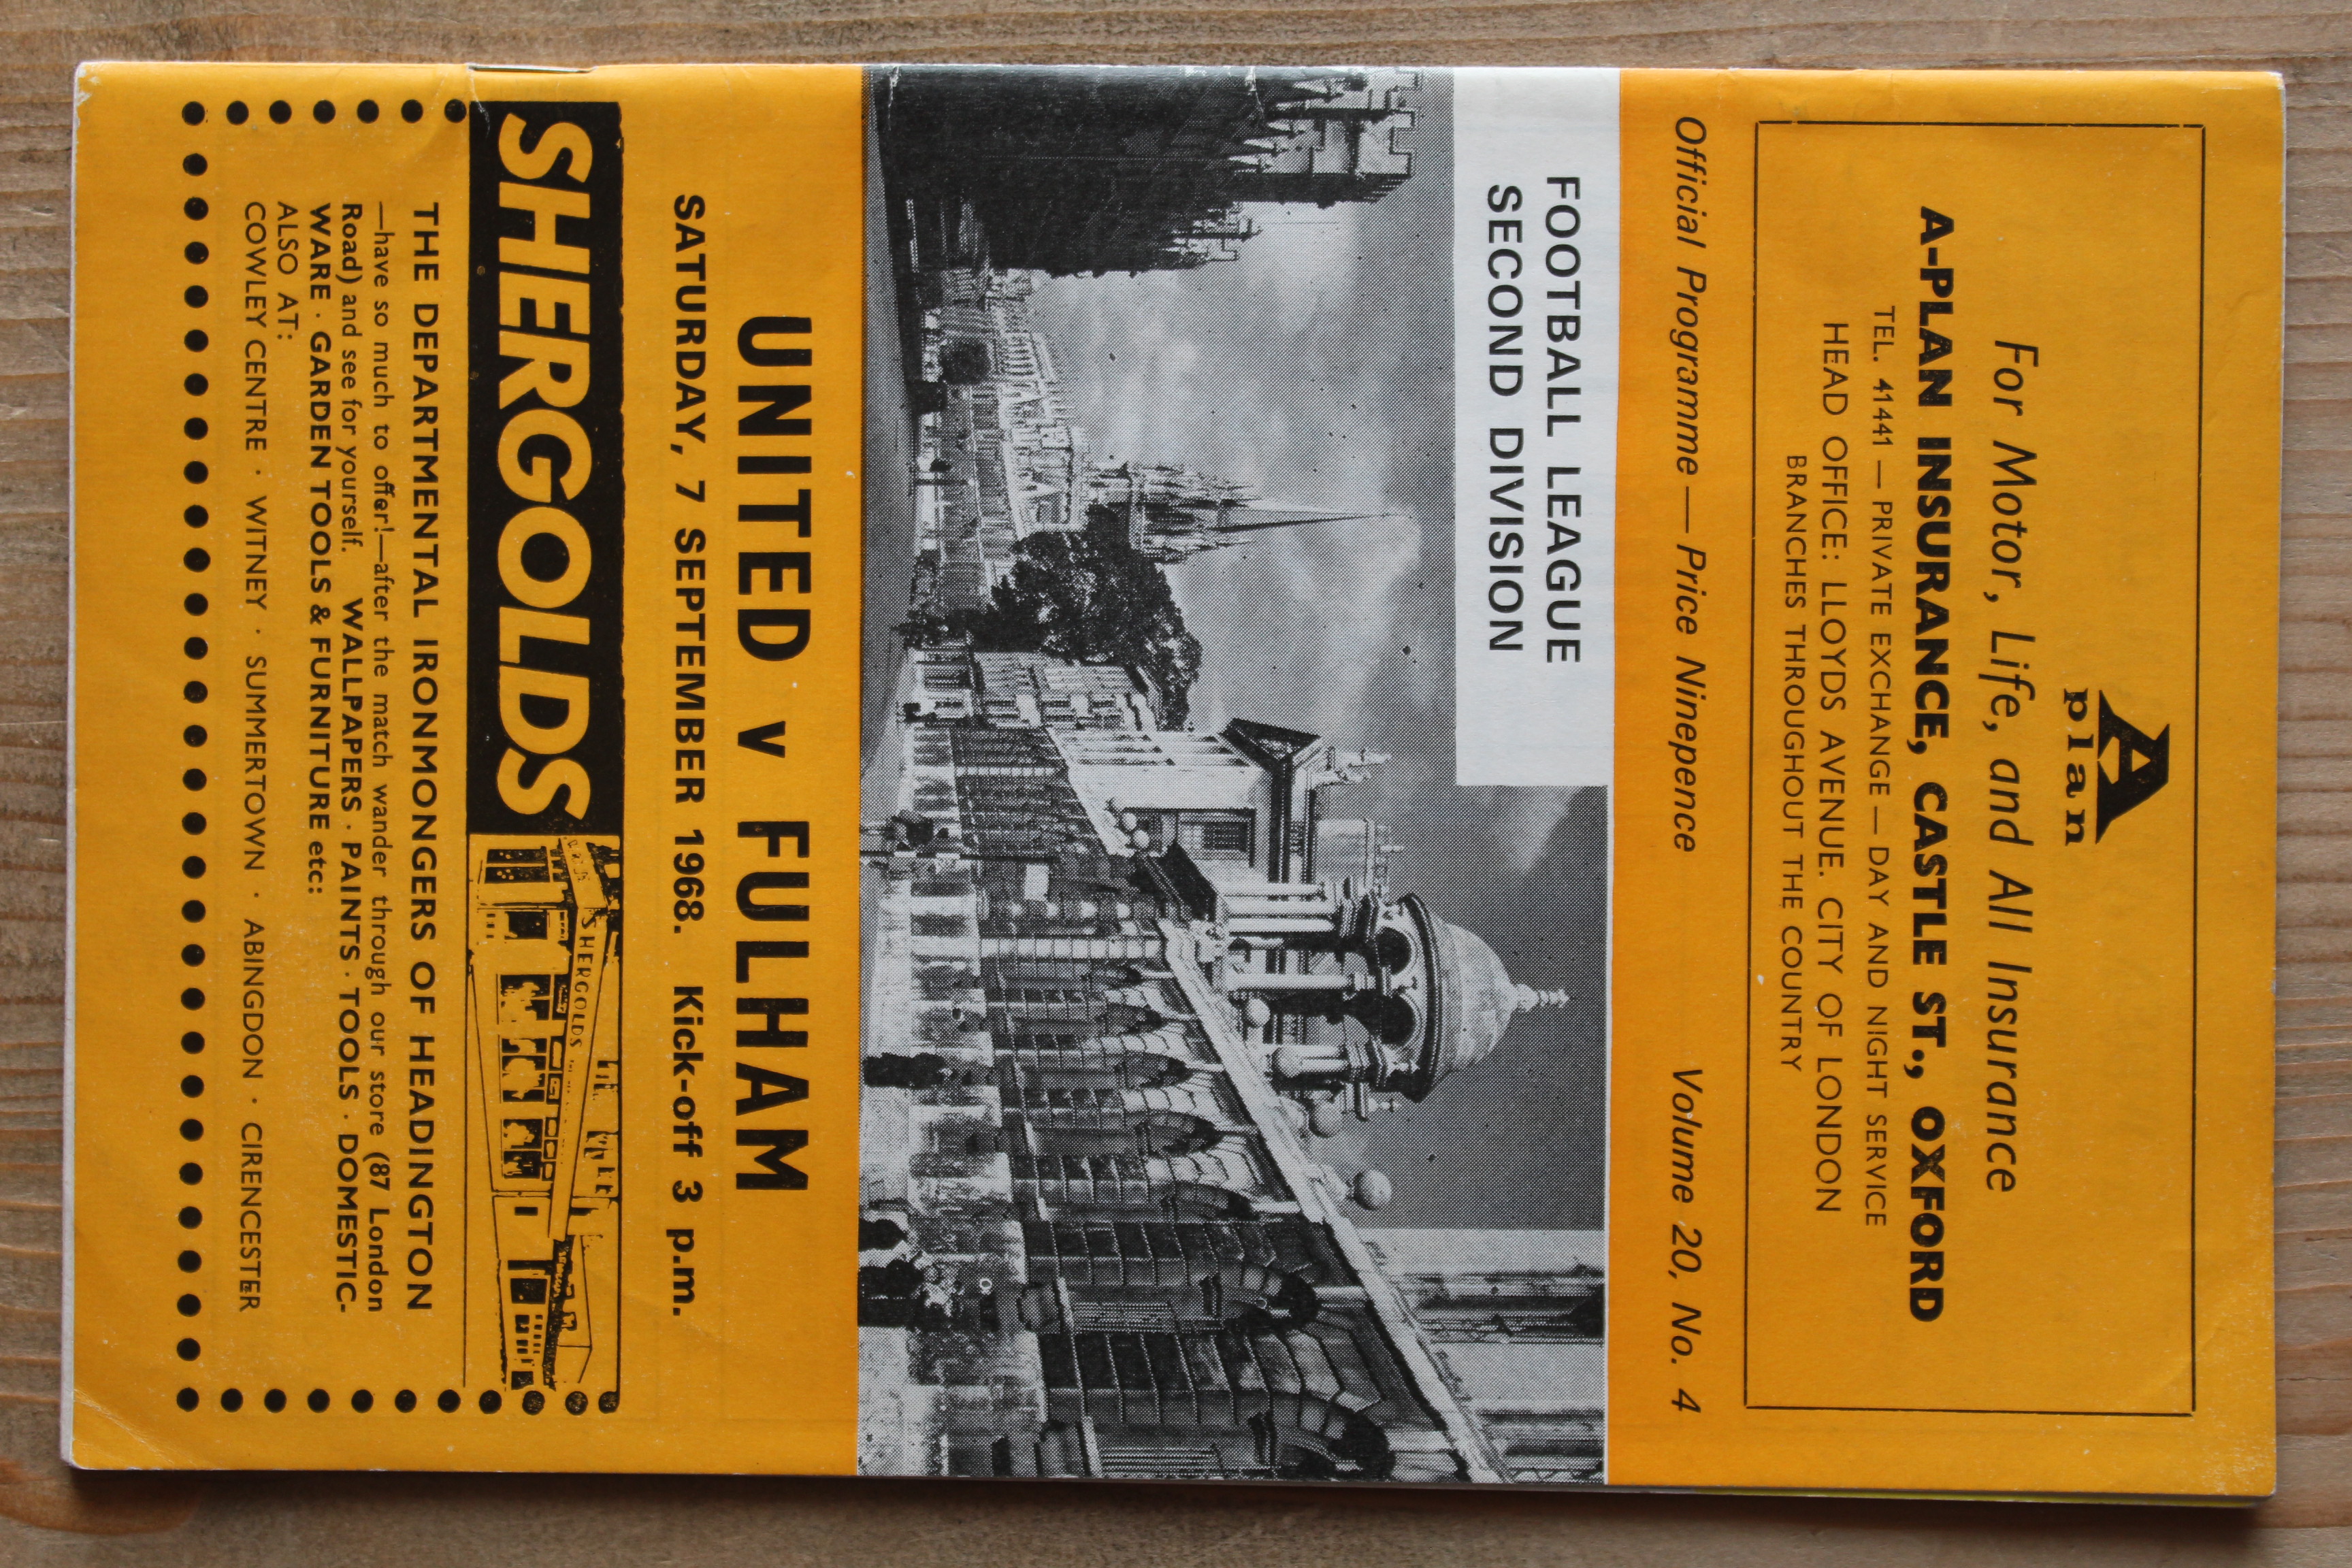 A
plan
For Motor, Life, and All Insurance
A-PLAN INSURANCE, CASTLE ST., OXFORD
TEL. 41441 — PRIVATE EXCHANGE — DAY AND NIGHT SERVICE
HEAD OFFICE: LLOYDS AVENUE. CITY OF LONDON
BRANCHES THROUGHOUT THE COUNTRY
Official Programme — Price Ninepence Volume 20, No. 4
FOOTBALL LEAGUE
SECOND DIVISION
UNITED v FULHAM
SATURDAY, 7 SEPTEMBER 1968. Kick-off 3 p.m.
SHERGOLDS
SHERGOLDS
THE DEPARTMENTAL IRONMONGERS OF HEADINGTON
—have so much to offer!—after the match wander through our store (87 London
Road) and see for yourself. WALLPAPERS · PAINTS · TOOLS · DOMESTIC-
WARE · GARDEN TOOLS & FURNITURE etc:
ALSO AT:
COWLEY CENTRE · WITNEY · SUMMERTOWN · ABINGDON · CIRENCESTER